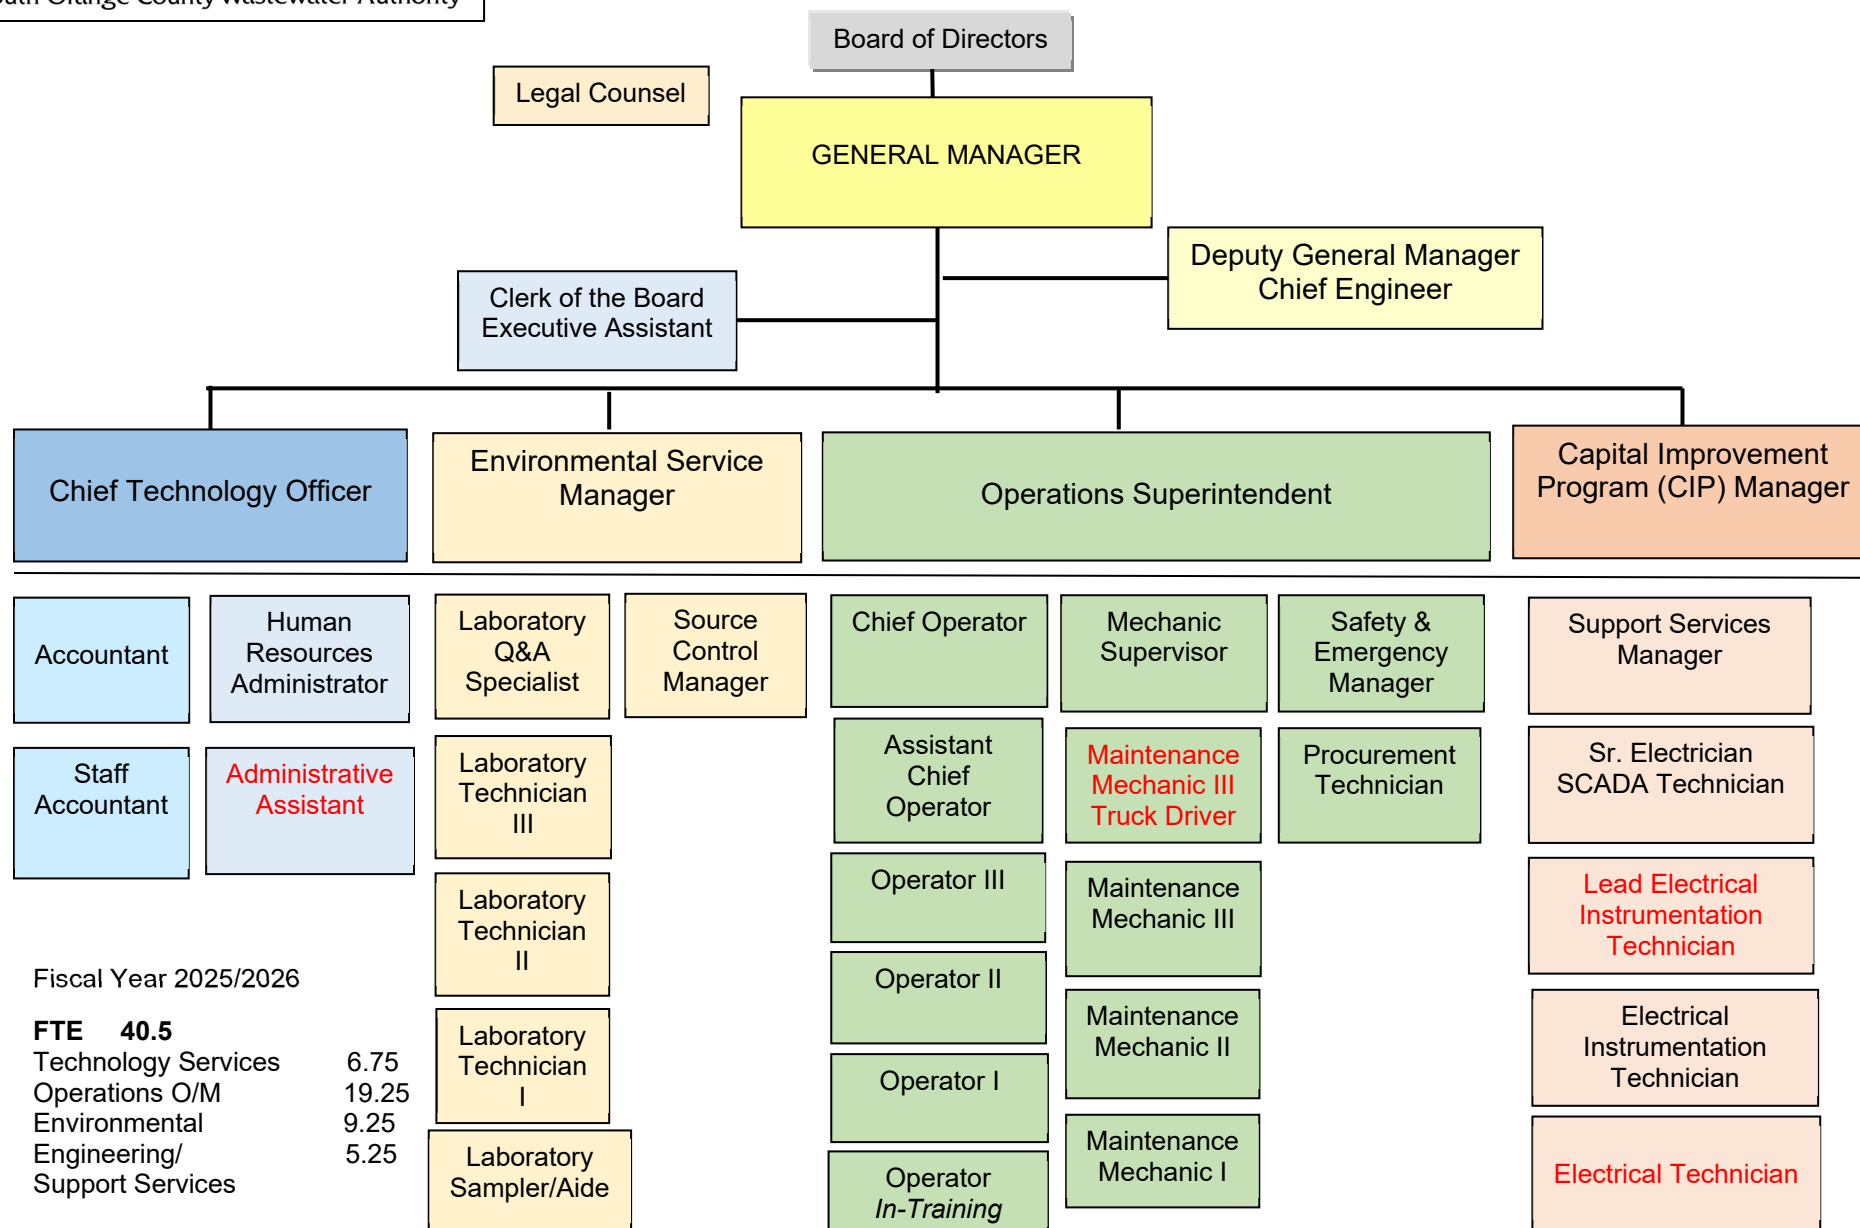 Orange County Wastewater Authority
Board of Directors
Legal Counsel
GENERAL MANAGER
Deputy General Manager
Chief Engineer
Clerk of the Board
Executive Assistant
Chief Technology Officer
Environmental Service
Manager
Operations Superintendent
Capital Improvement
Program (CIP) Manager
Accountant
Human
Resources
Administrator
Laboratory
Q&A
Specialist
Source
Control
Manager
Chief Operator
Mechanic
Supervisor
Safety &
Emergency
Manager
Support Services
Manager
Staff
Accountant
Administrative
Assistant
Laboratory
Technician
III
Assistant
Chief
Operator
Maintenance
Mechanic III
Truck Driver
Procurement
Technician
Sr. Electrician
SCADA Technician
Laboratory
Technician
II
Operator III
Maintenance
Mechanic III
Lead Electrical
Instrumentation
Technician
Operator II
Laboratory
Technician
I
Maintenance
Mechanic II
Electrical
Instrumentation
Technician
Operator I
Laboratory
Sampler/Aide
Operator
In-Training
Maintenance
Mechanic I
Electrical Technician
Fiscal Year 2025/2026
FTE 40.5
Technology Services 6.75
Operations O/M 19.25
Environmental 9.25
Engineering/ 5.25
Support Services